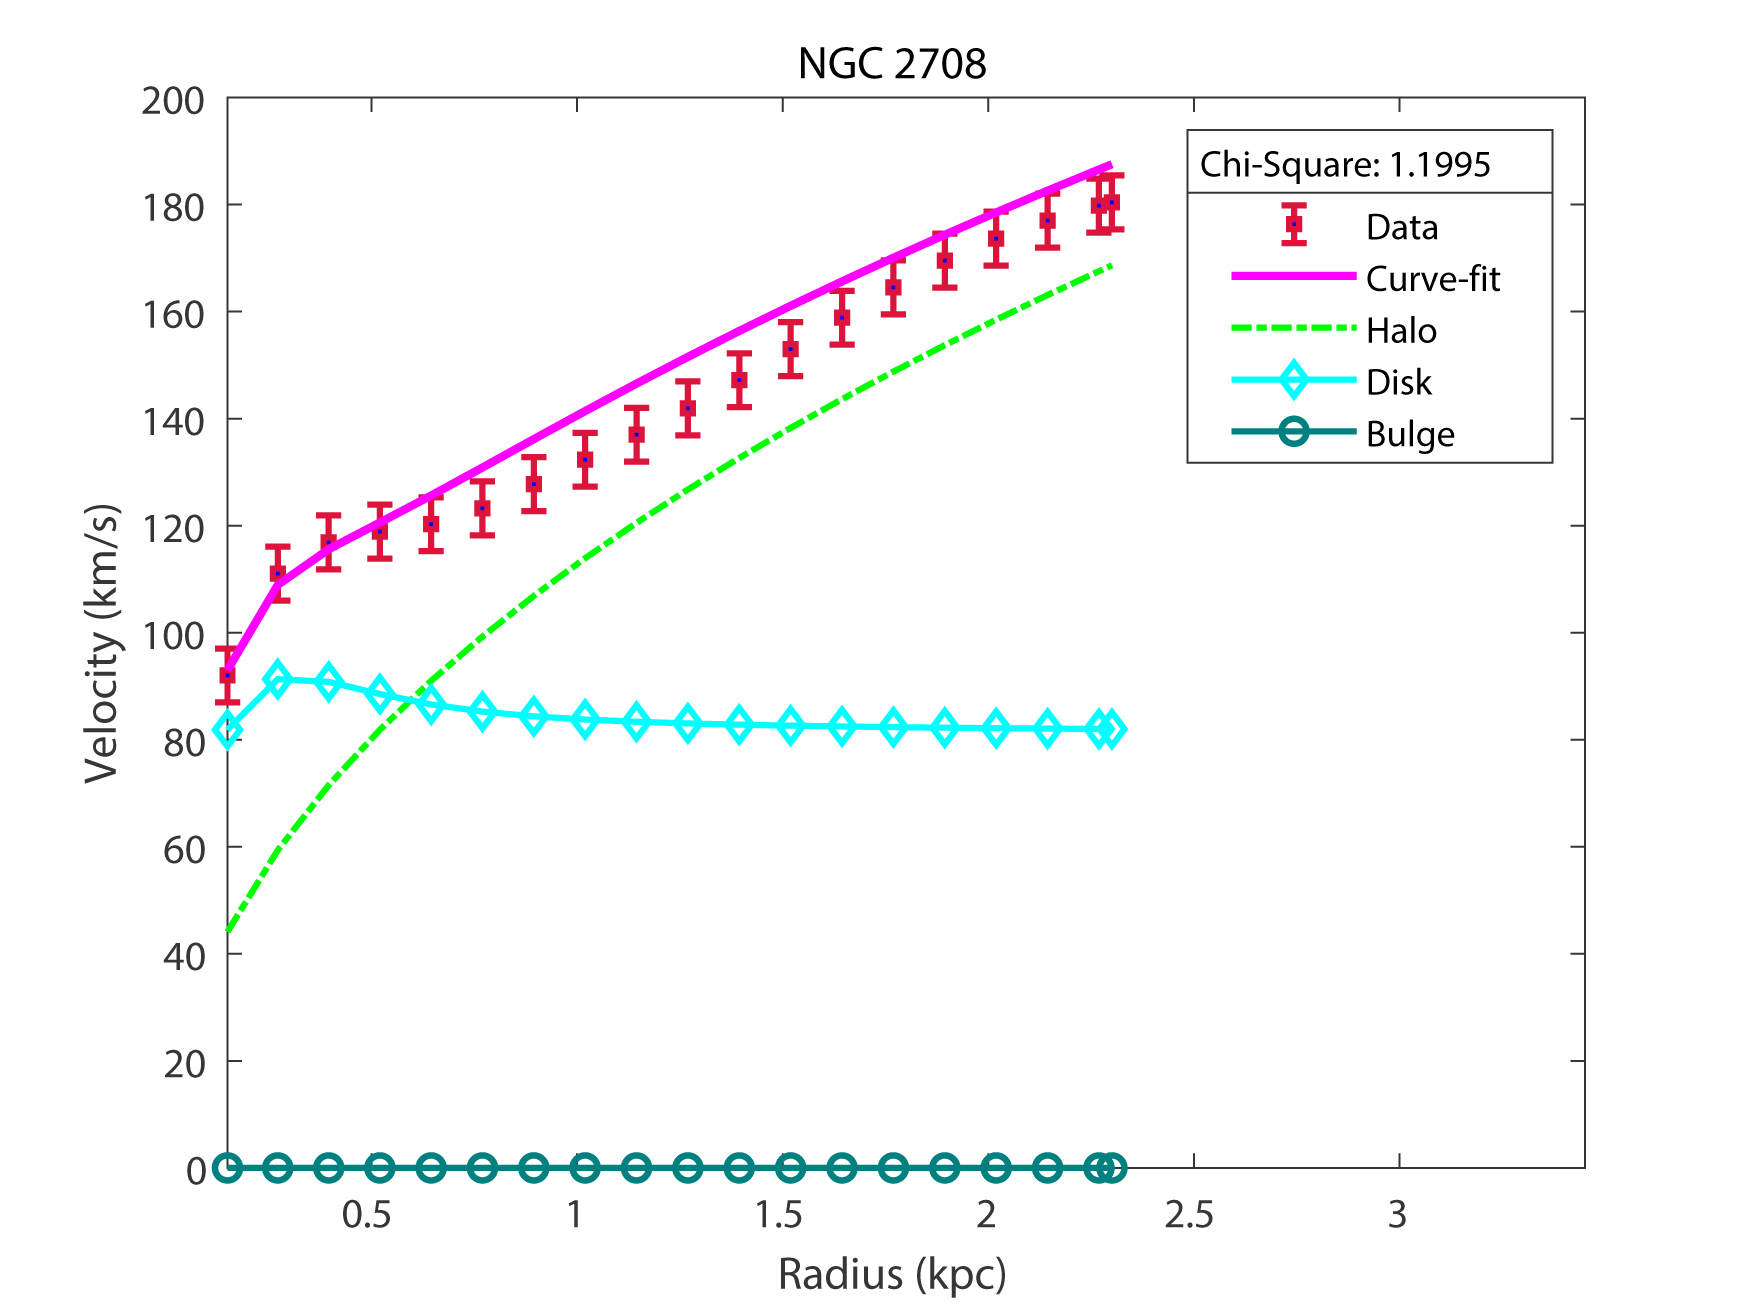 NGC 2708
200
180
160
140
120
100
80
60
40
20
0
Velocity (km/s)
Chi-Square: 1.1995
Data
Curve-fit
Halo
Disk
Bulge
0.5 1 1.5 2 2.5 3
Radius (kpc)